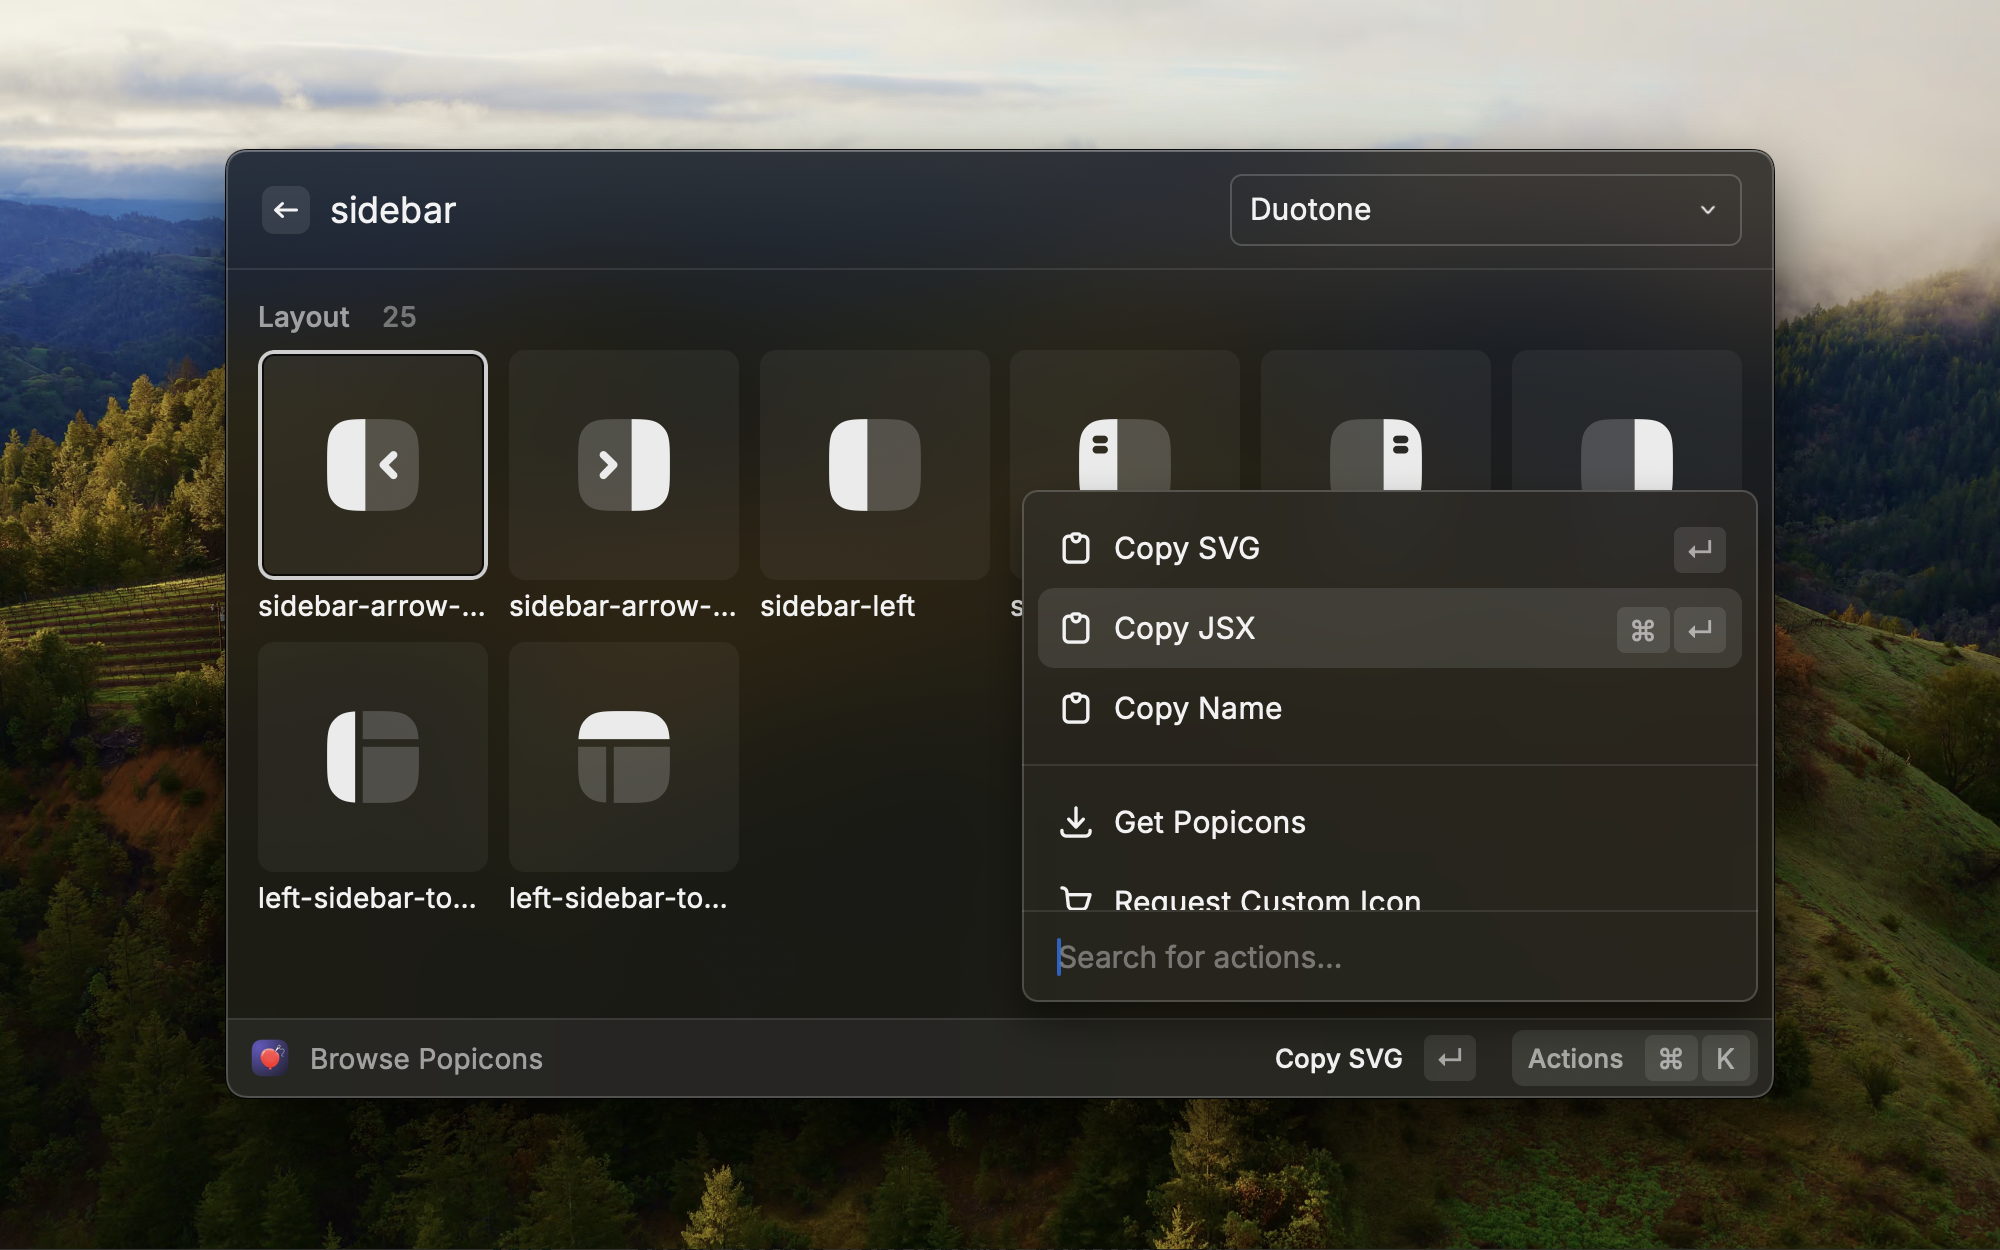 sidebar
Duotone
Layout 25
sidebar-arrow-...
sidebar-arrow-...
sidebar-left
s
left-sidebar-to...
left-sidebar-to...
Copy SVG
Copy JSX
⌘
Copy Name
Get Popicons
Request Custom Icon
Search for actions...
Browse Popicons
Copy SVG
Actions ⌘ K